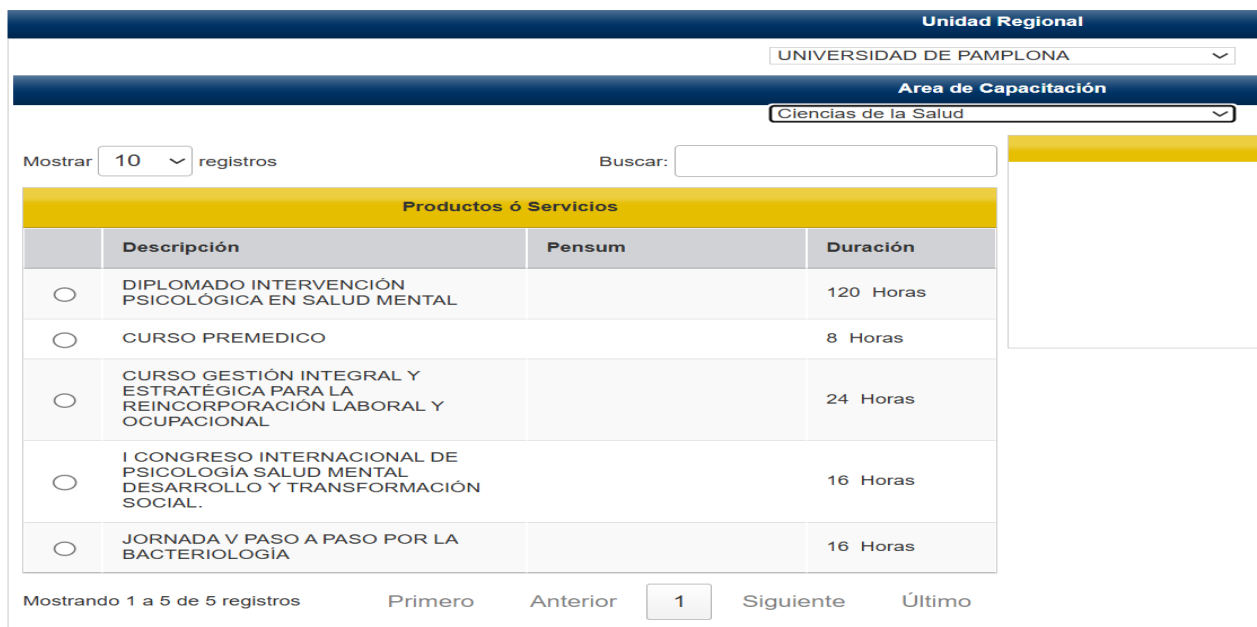 Unidad Regional
UNIVERSIDAD DE PAMPLONA
Area de Capacitación
Ciencias de la Salud
Mostrar 10 registros Buscar:
Productos ó Servicios
Descripción Pensum Duración
DIPLOMADO INTERVENCIÓN
PSICOLÓGICA EN SALUD MENTAL
120 Horas
CURSO PREMEDICO 8 Horas
CURSO GESTIÓN INTEGRAL Y
ESTRATÉGICA PARA LA
REINCORPORACIÓN LABORAL Y
OCUPACIONAL
24 Horas
I CONGRESO INTERNACIONAL DE
PSICOLOGÍA SALUD MENTAL
DESARROLLO Y TRANSFORMACIÓN
SOCIAL.
16 Horas
JORNADA V PASO A PASO POR LA
BACTERIOLOGÍA
16 Horas
Mostrando 1 a 5 de 5 registros Primero Anterior 1 Siguiente Último